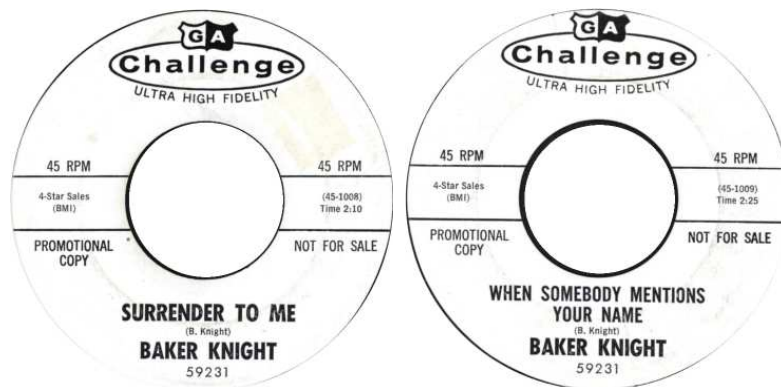 GA
Challenge
ULTRA HIGH FIDELITY
45 RPM
45 RPM
4-Star Sales
(BMI)
(45-1008)
Time 2:10
PROMOTIONAL
COPY
NOT FOR SALE
SURRENDER TO ME
(B. Knight)
BAKER KNIGHT
59231
GA
Challenge
ULTRA HIGH FIDELITY
45 RPM
45 RPM
4-Star Sales
(BMI)
(45-1009)
Time 2:25
PROMOTIONAL
COPY
NOT FOR SALE
WHEN SOMEBODY MENTIONS
YOUR NAME
(B. Knight)
BAKER KNIGHT
59231